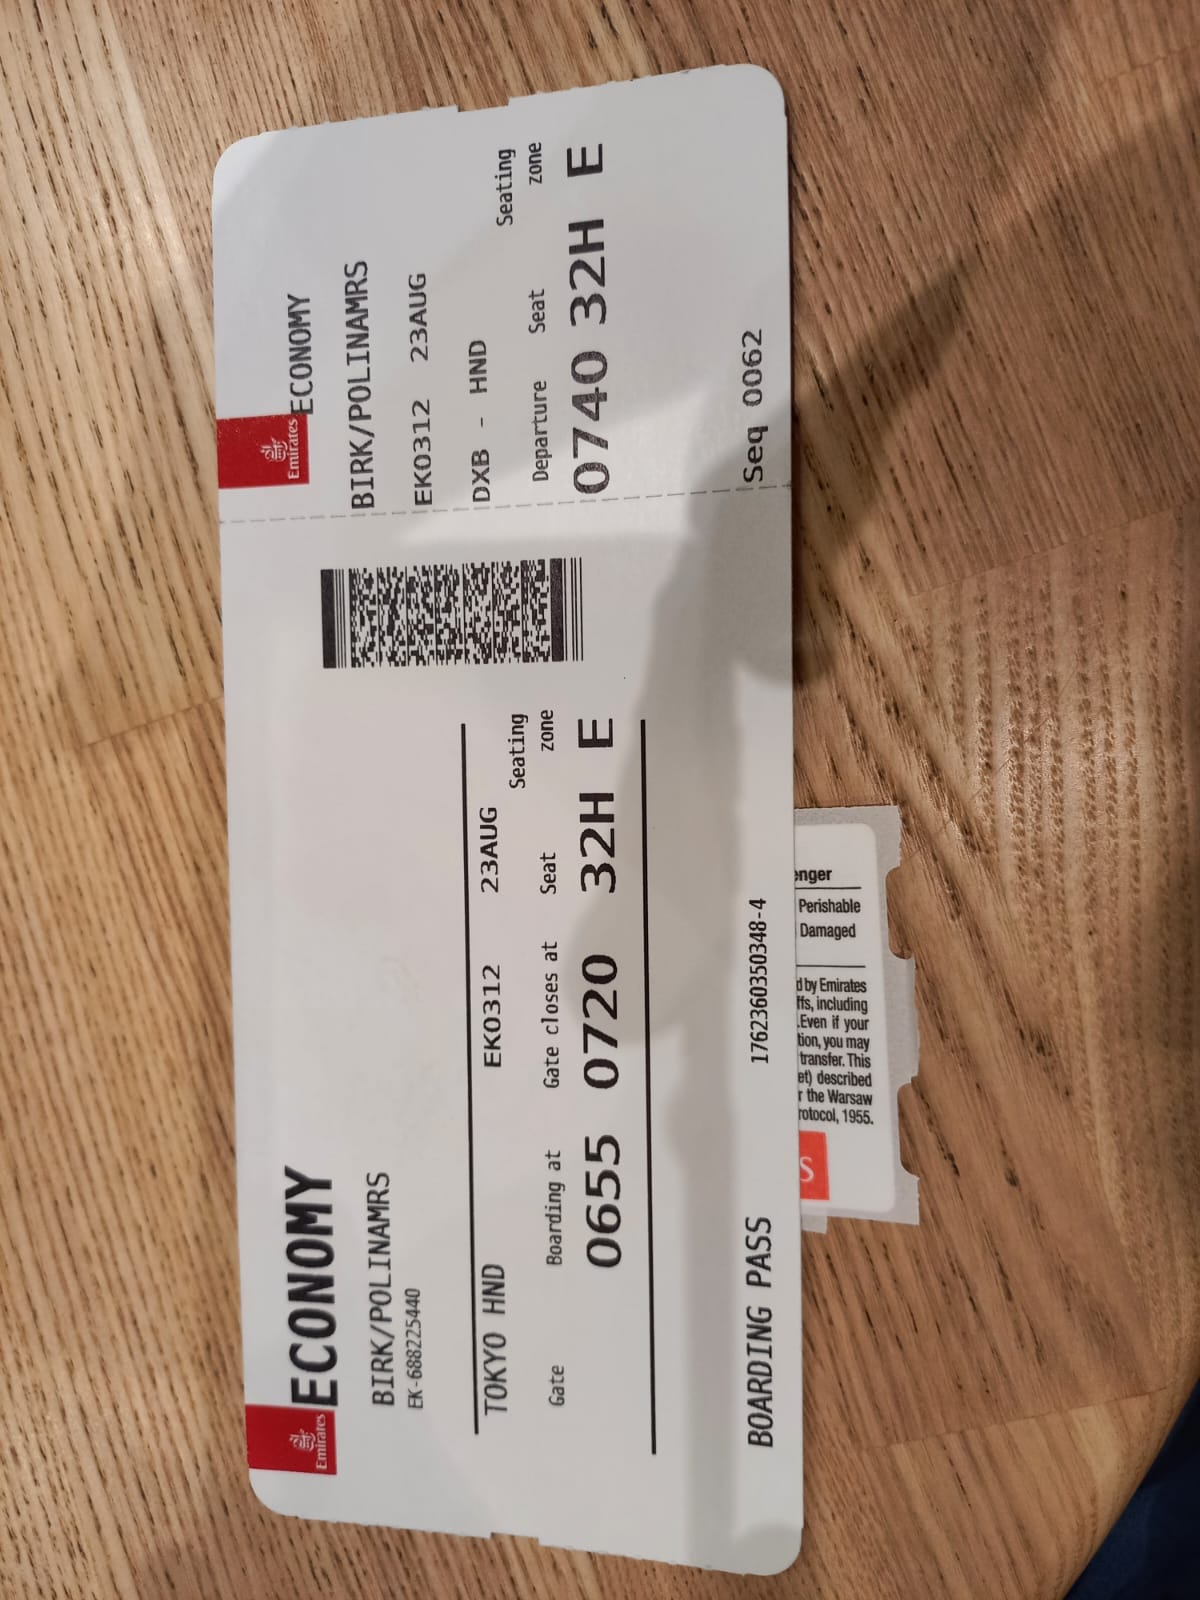 Emirates
ECONOMY
BIRK/POLINAMRS
EK-688225440
TOKYO HND EK0312 23AUG
Gate Boarding at Gate closes at Seat Seating zone
0655 0720 32H E
BOARDING PASS 1762360350348-4
Emirates
ECONOMY
BIRK/POLINAMRS
EK0312 23AUG
DXB - HND
Departure Seat Seating zone
0740 32H E
Seq 0062
enger
Perishable
Damaged
d by Emirates
ffs, including
.Even if your
tion, you may
transfer. This
et) described
r the Warsaw
rotocol, 1955.
S